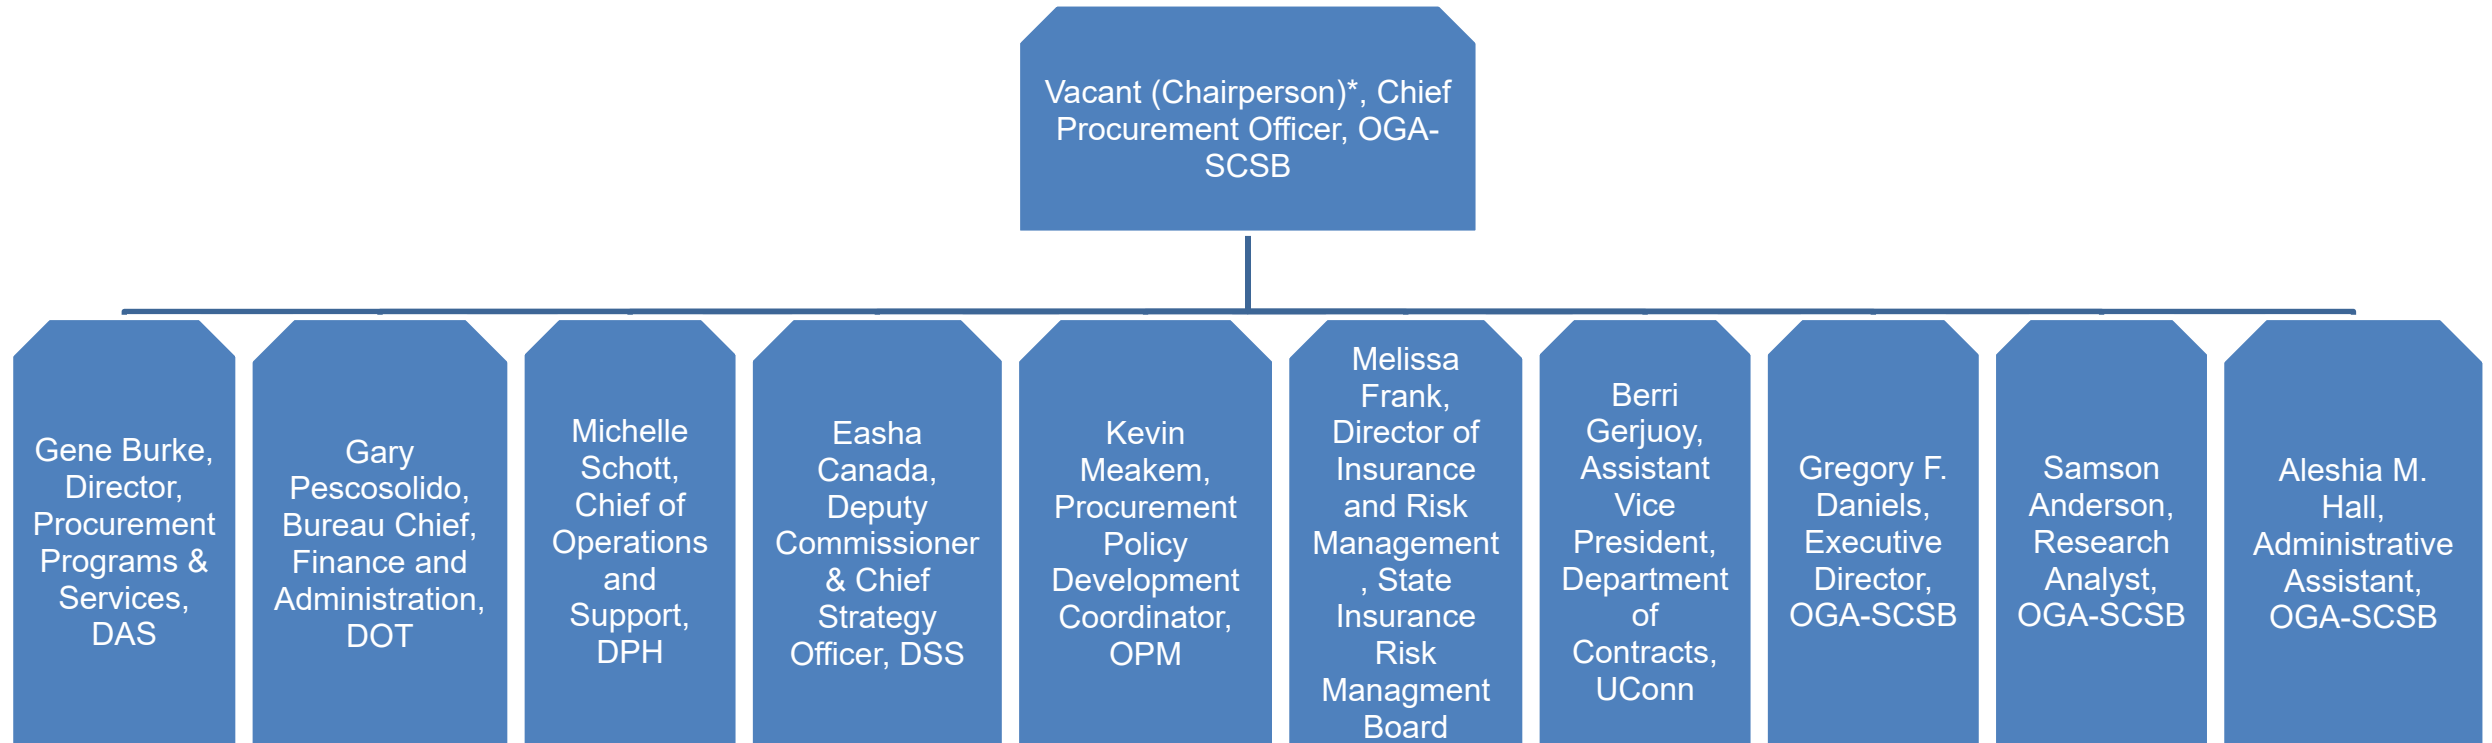 Vacant (Chairperson)*, Chief
Procurement Officer, OGA-
SCSB
Gene Burke,
Director,
Procurement
Programs &
Services,
DAS
Gary
Pescosolido,
Bureau Chief,
Finance and
Administration,
DOT
Michelle
Schott,
Chief of
Operations
and
Support,
DPH
Easha
Canada,
Deputy
Commissioner
& Chief
Strategy
Officer, DSS
Kevin
Meakem,
Procurement
Policy
Development
Coordinator,
OPM
Melissa
Frank,
Director of
Insurance
and Risk
Management
, State
Insurance
Risk
Managment
Board
Berri
Gerjuoy,
Assistant
Vice
President,
Department
of
Contracts,
UConn
Gregory F.
Daniels,
Executive
Director,
OGA-SCSB
Samson
Anderson,
Research
Analyst,
OGA-SCSB
Aleshia M.
Hall,
Administrative
Assistant,
OGA-SCSB